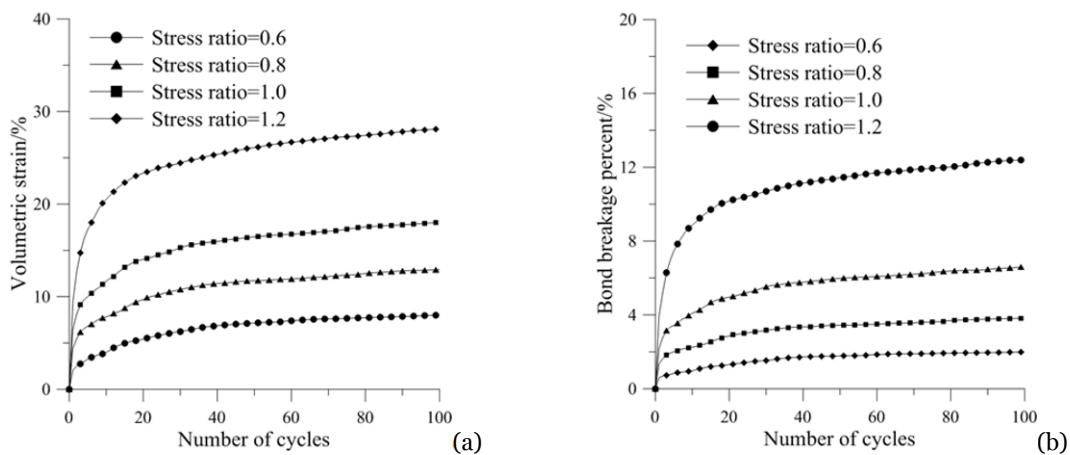 40
30
20
10
0
Volumetric strain/%
Stress ratio=0.6
Stress ratio=0.8
Stress ratio=1.0
Stress ratio=1.2
0 20 40 60 80 100
Number of cycles
(a)
20
16
12
8
4
0
Bond breakage percent/%
Stress ratio=0.6
Stress ratio=0.8
Stress ratio=1.0
Stress ratio=1.2
0 20 40 60 80 100
Number of cycles
(b)